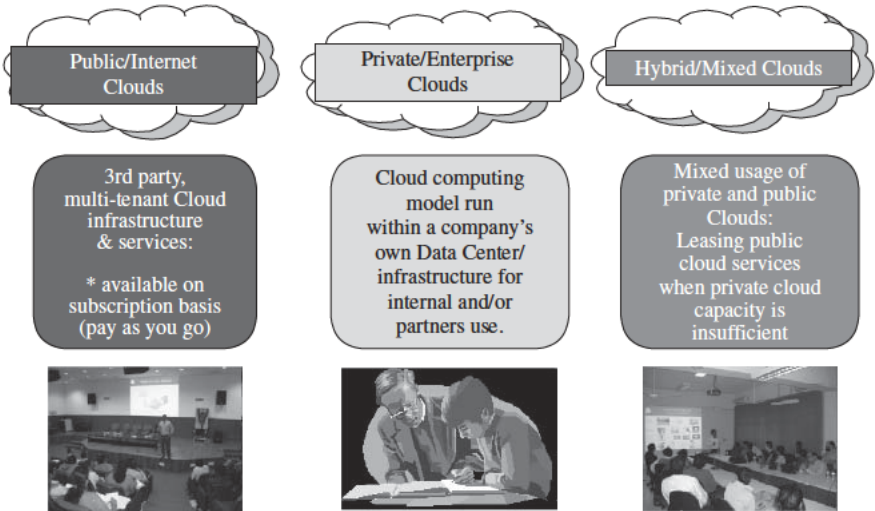 Public/Internet
Clouds
Private/Enterprise
Clouds
Hybrid/Mixed Clouds
3rd party,
multi-tenant Cloud
infrastructure
& services:
* available on
subscription basis
(pay as you go)
Cloud computing
model run
within a company’s
own Data Center/
infrastructure for
internal and/or
partners use.
Mixed usage of
private and public
Clouds:
Leasing public
cloud services
when private cloud
capacity is
insufficient